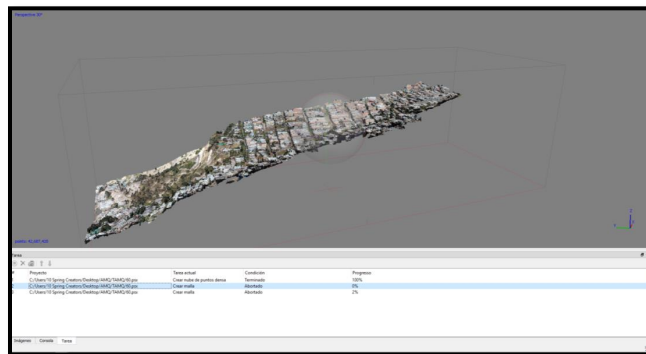 Perspectiva 30°
Tarea
Proyecto Tarea actual Condición Progreso
C:/Users/10 Spring Creators/Desktop/AMQ/TAMQ/60.psx Crear nube de puntos densa Terminado 100%
C:/Users/10 Spring Creators/Desktop/AMQ/TAMQ/60.psx Crear malla Abortado 0%
C:/Users/10 Spring Creators/Desktop/AMQ/TAMQ/60.psx Crear malla Abortado 2%
Imágenes Consola Tarea